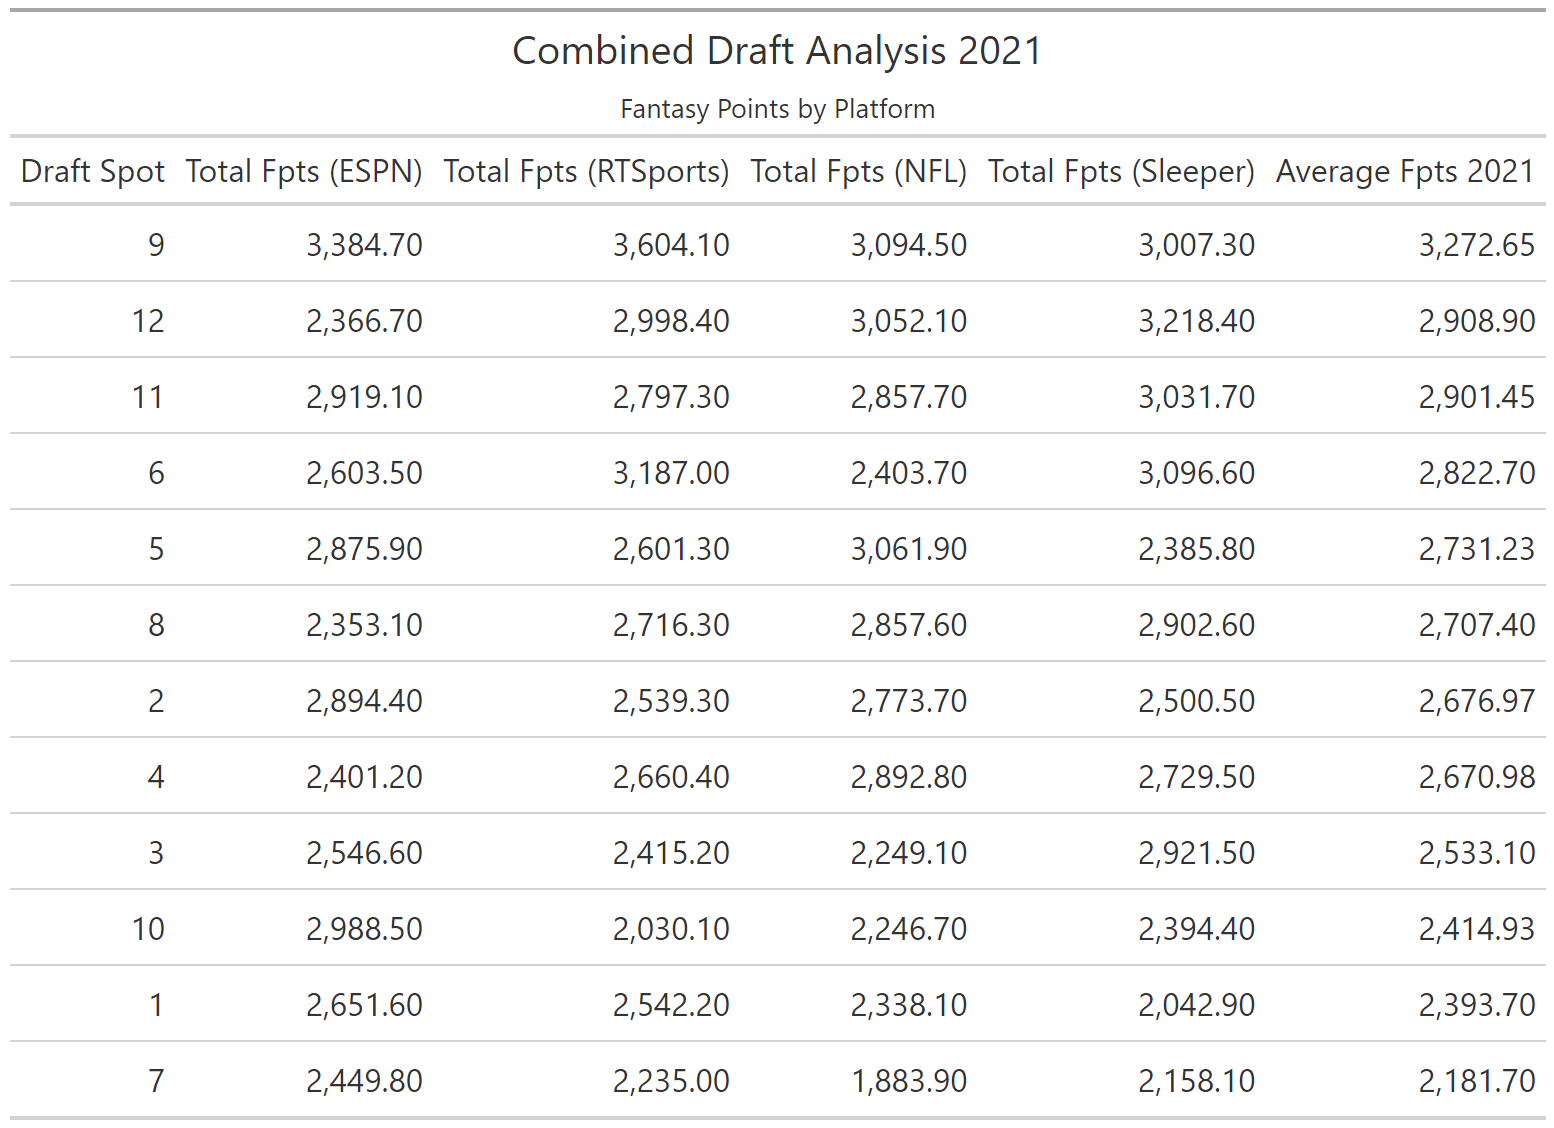 Combined Draft Analysis 2021
Fantasy Points by Platform
Draft Spot Total Fpts (ESPN) Total Fpts (RTSports) Total Fpts (NFL) Total Fpts (Sleeper) Average Fpts 2021
9 3,384.70 3,604.10 3,094.50 3,007.30 3,272.65
12 2,366.70 2,998.40 3,052.10 3,218.40 2,908.90
11 2,919.10 2,797.30 2,857.70 3,031.70 2,901.45
6 2,603.50 3,187.00 2,403.70 3,096.60 2,822.70
5 2,875.90 2,601.30 3,061.90 2,385.80 2,731.23
8 2,353.10 2,716.30 2,857.60 2,902.60 2,707.40
2 2,894.40 2,539.30 2,773.70 2,500.50 2,676.97
4 2,401.20 2,660.40 2,892.80 2,729.50 2,670.98
3 2,546.60 2,415.20 2,249.10 2,921.50 2,533.10
10 2,988.50 2,030.10 2,246.70 2,394.40 2,414.93
1 2,651.60 2,542.20 2,338.10 2,042.90 2,393.70
7 2,449.80 2,235.00 1,883.90 2,158.10 2,181.70